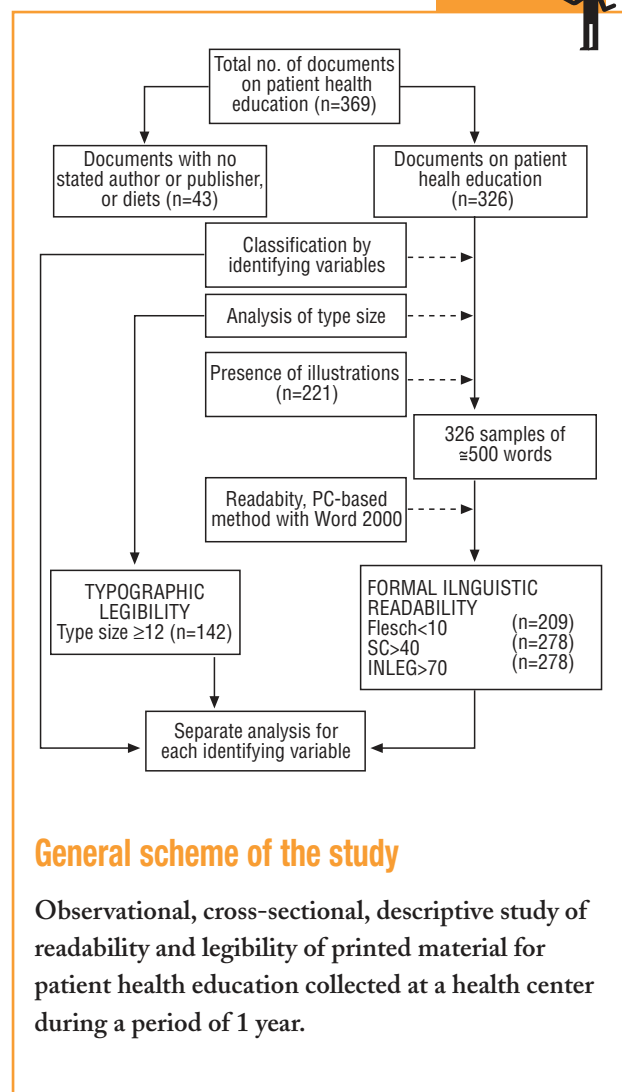 Total no. of documents
on patient health
education (n=369)
Documents with no
stated author or publisher,
or diets (n=43)
Documents on patient
healh education
(n=326)
Classification by
identifying variables
Analysis of type size
Presence of illustrations
(n=221)
326 samples of
≅500 words
Readabity, PC-based
method with Word 2000
TYPOGRAPHIC
LEGIBILITY
Type size ≥12 (n=142)
FORMAL ILNGUISTIC
READABILITY
Flesch<10 (n=209)
SC>40 (n=278)
INLEG>70 (n=278)
Separate analysis for
each identifying variable
General scheme of the study
Observational, cross-sectional, descriptive study of
readability and legibility of printed material for
patient health education collected at a health center
during a period of 1 year.